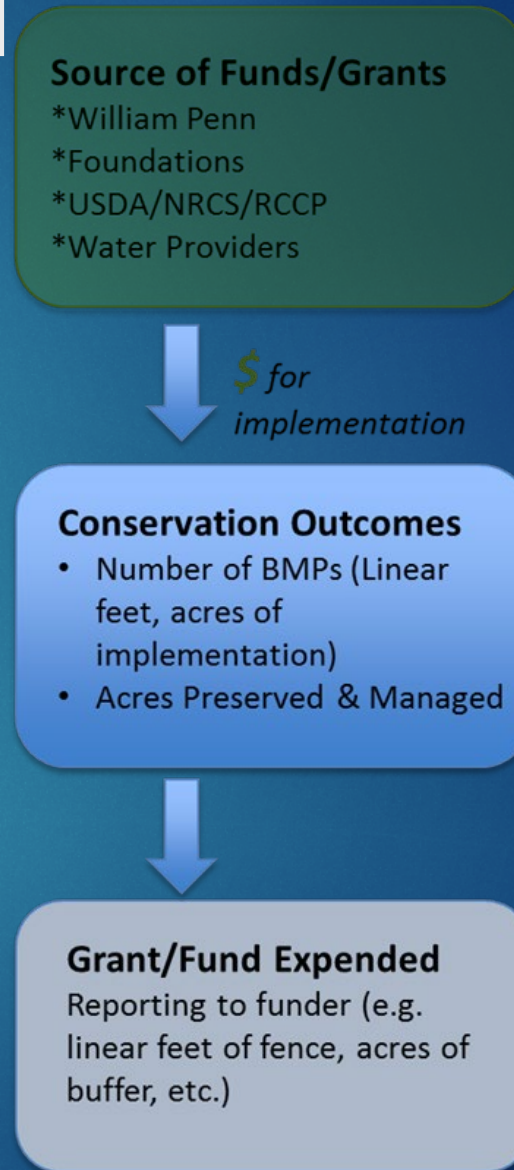 Source of Funds/Grants
*William Penn
*Foundations
*USDA/NRCS/RCCP
*Water Providers
$ for
implementation
Conservation Outcomes
• Number of BMPs (Linear
feet, acres of
implementation)
• Acres Preserved & Managed
Grant/Fund Expended
Reporting to funder (e.g.
linear feet of fence, acres of
buffer, etc.)